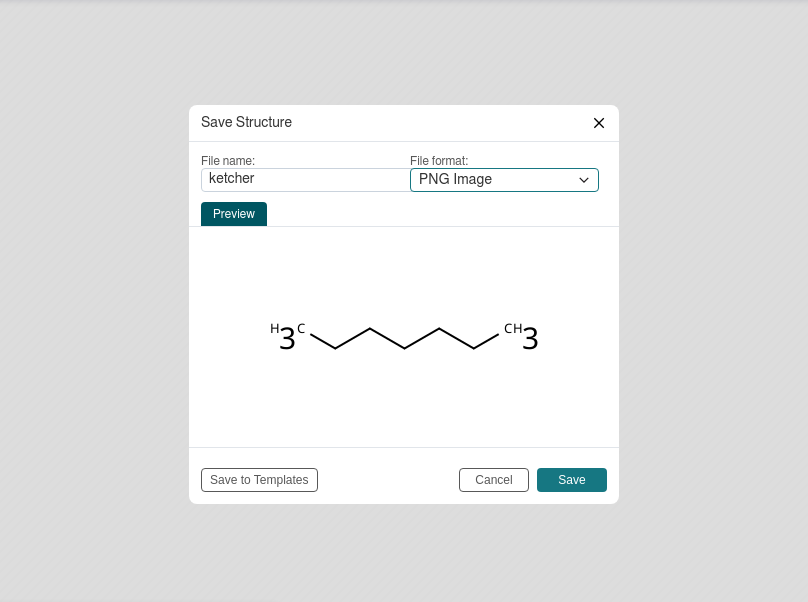 Save Structure
File name:
File format:
ketcher
PNG Image
Preview
H3C
CH3
Save to Templates
Cancel
Save